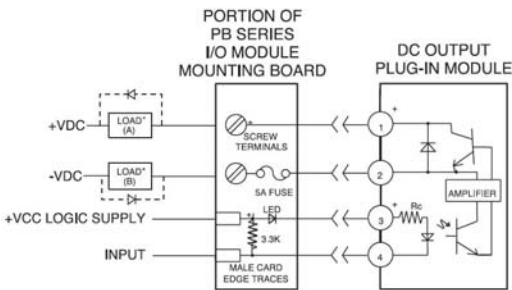 PORTION OF
PB SERIES
I/O MODULE
MOUNTING BOARD
DC OUTPUT
PLUG-IN MODULE
+VDC
LOAD*
(A)
+
SCREW
TERMINALS
1
+
-VDC
LOAD*
(B)
5A FUSE
2
AMPLIFIER
+VCC LOGIC SUPPLY
+
LED
3.3K
3
+
Rc
INPUT
MALE CARD
EDGE TRACES
4